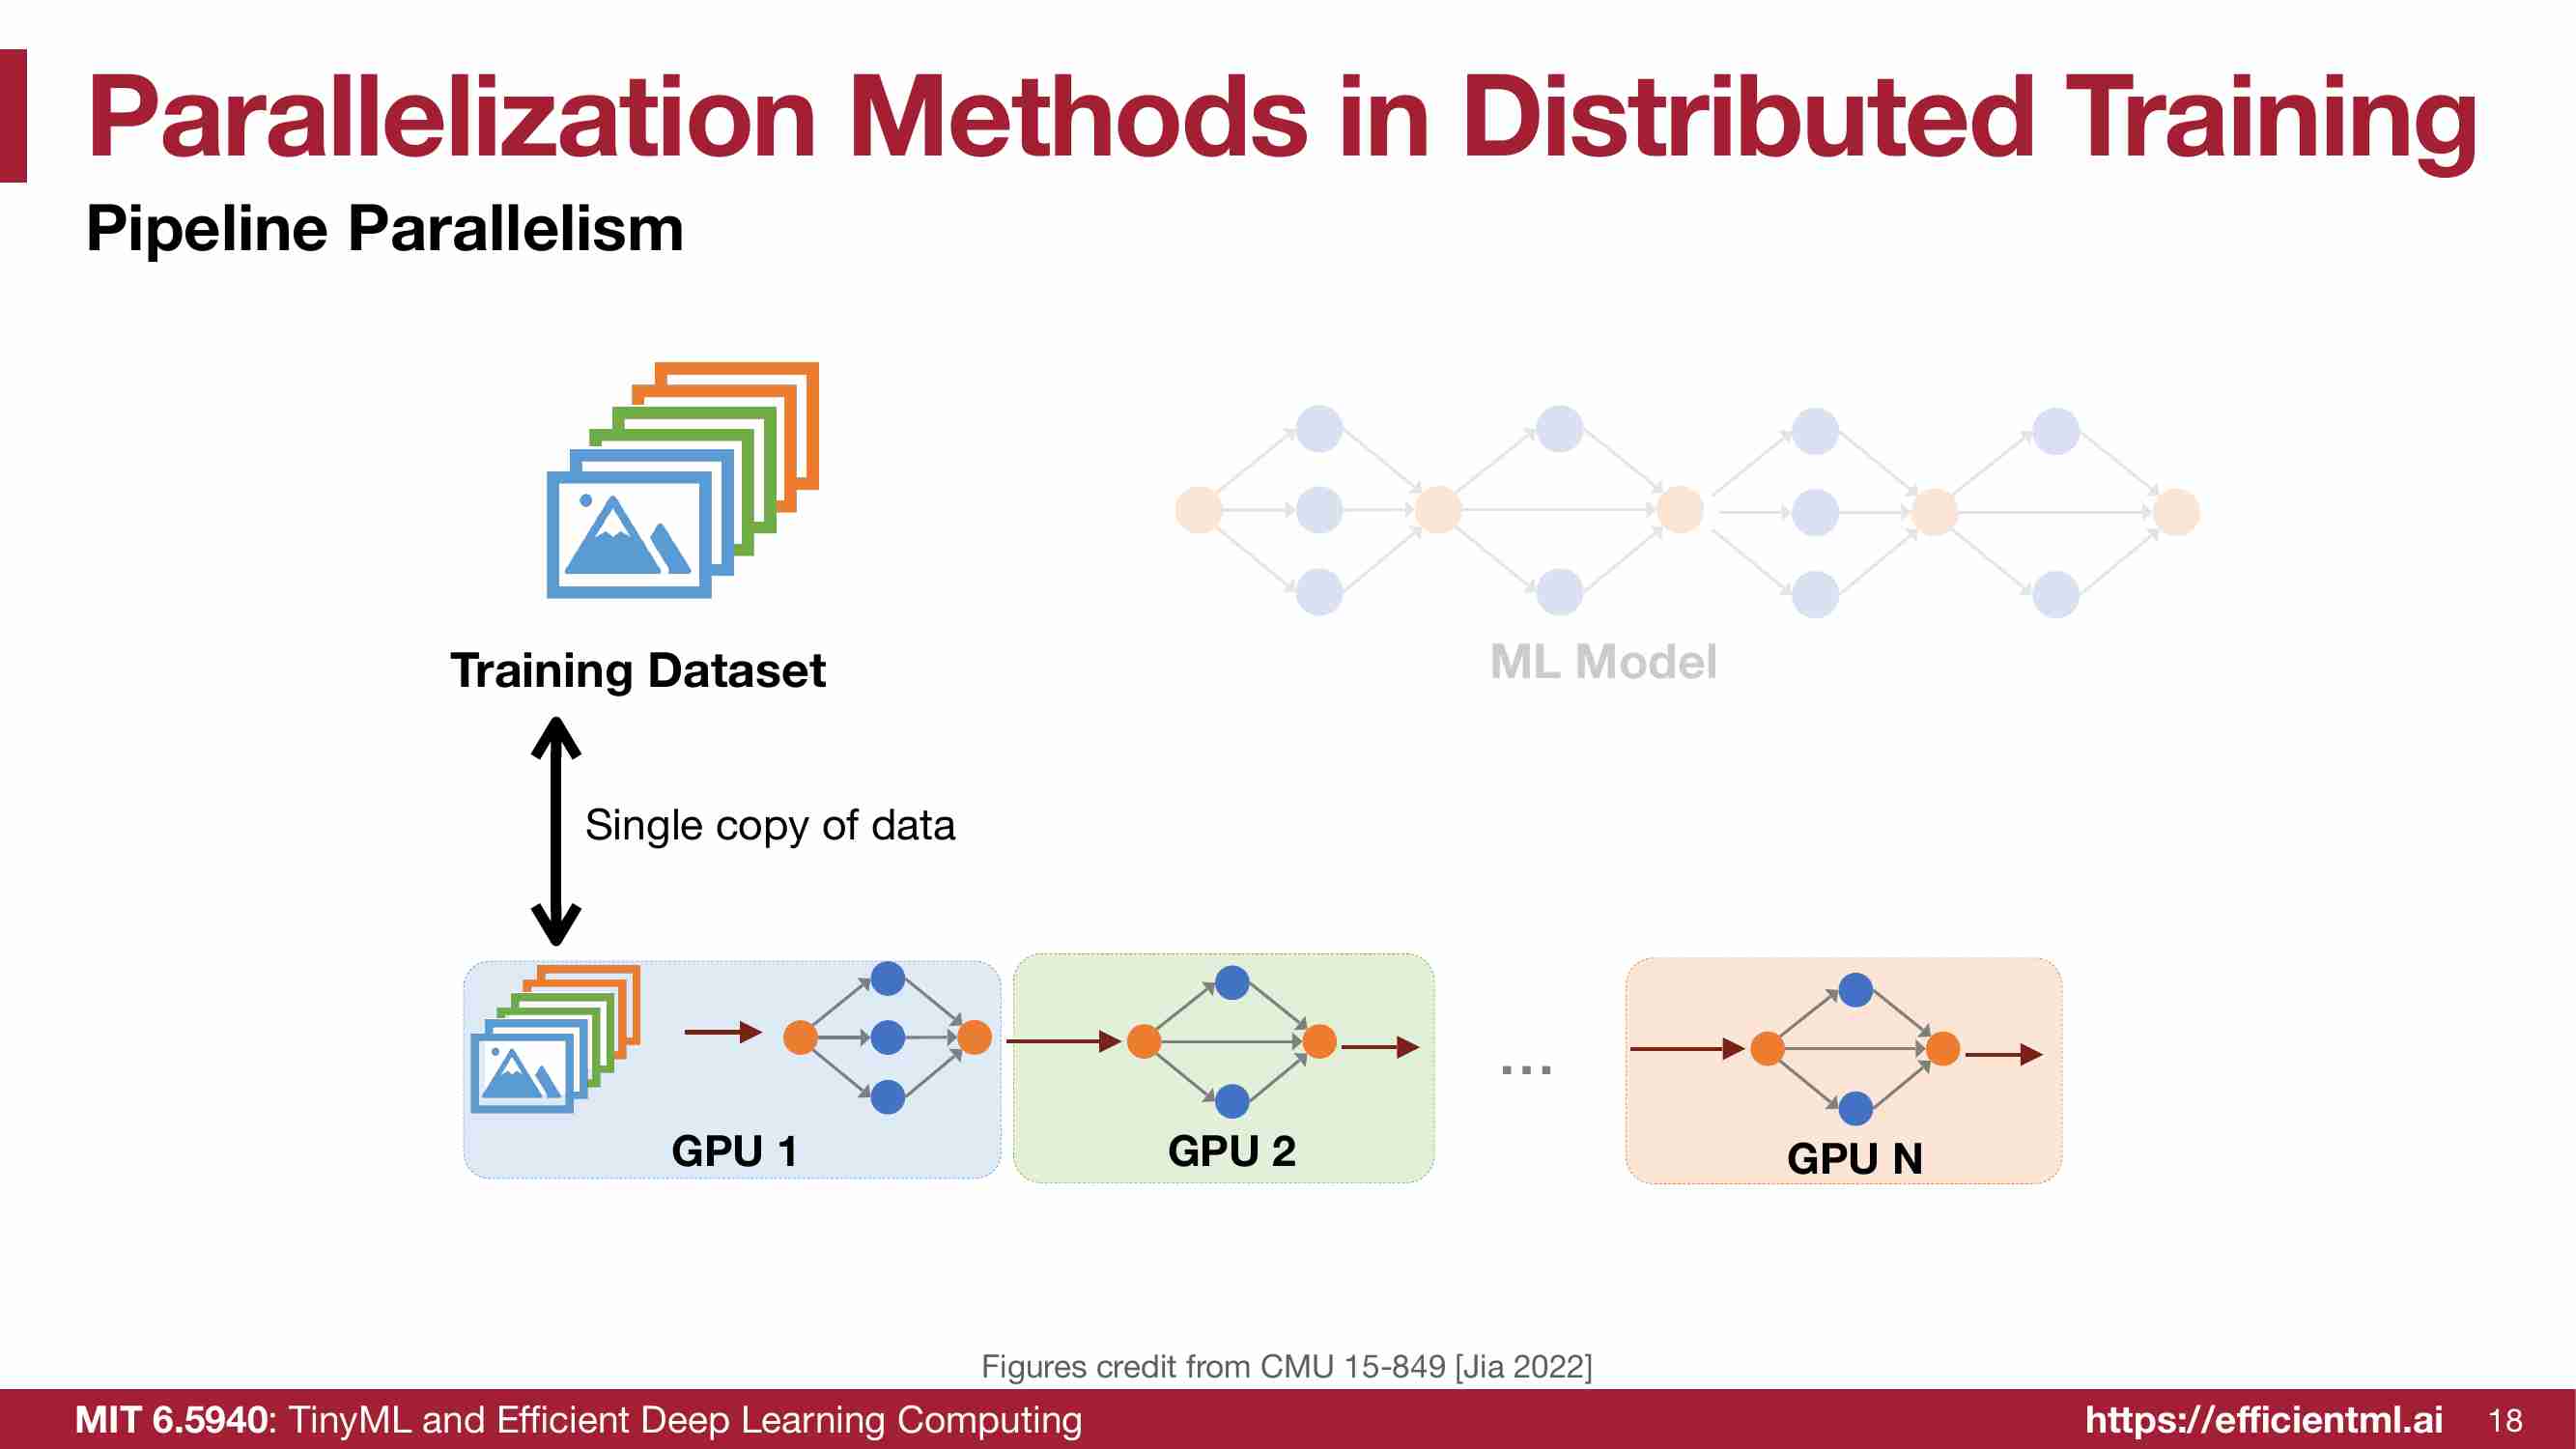 Parallelization Methods in Distributed Training
Pipeline Parallelism
Training Dataset
ML Model
Single copy of data
GPU 1
GPU 2
...
GPU N
Figures credit from CMU 15-849 [Jia 2022]
MIT 6.5940: TinyML and Efficient Deep Learning Computing
https://efficientml.ai
18